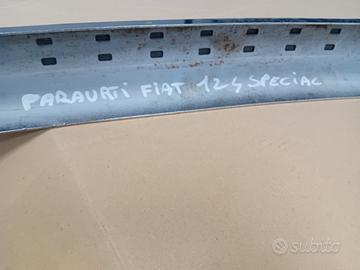 PARAURTI FIAT 124 SPECIAL
subito